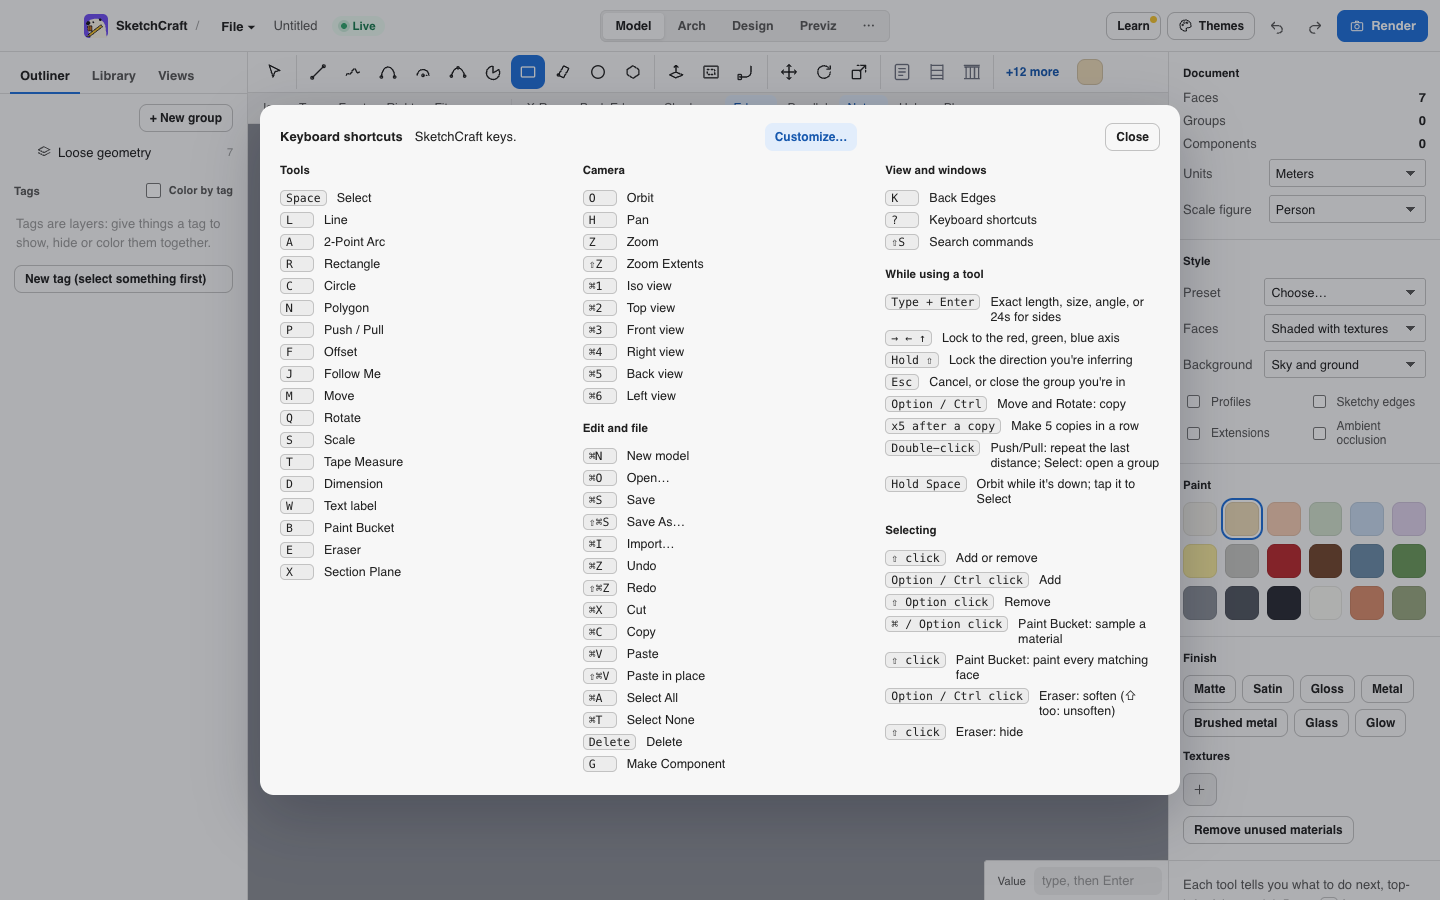 SketchCraft / File Untitled Live
Model Arch Design Previz ···
Learn Themes Render
Outliner Library Views
+12 more
+ New group
Loose geometry 7
Tags Color by tag
Tags are layers: give things a tag to
show, hide or color them together.
New tag (select something first)
Keyboard shortcuts SketchCraft keys. Customize... Close
Tools
Space Select
L Line
A 2-Point Arc
R Rectangle
C Circle
N Polygon
P Push / Pull
F Offset
J Follow Me
M Move
Q Rotate
S Scale
T Tape Measure
D Dimension
W Text label
B Paint Bucket
E Eraser
X Section Plane
Camera
O Orbit
H Pan
Z Zoom
⇧Z Zoom Extents
⌘1 Iso view
⌘2 Top view
⌘3 Front view
⌘4 Right view
⌘5 Back view
⌘6 Left view
Edit and file
⌘N New model
⌘O Open...
⌘S Save
⇧⌘S Save As...
⌘I Import...
⌘Z Undo
⇧⌘Z Redo
⌘X Cut
⌘C Copy
⌘V Paste
⇧⌘V Paste in place
⌘A Select All
⌘T Select None
Delete Delete
G Make Component
View and windows
K Back Edges
? Keyboard shortcuts
⇧S Search commands
While using a tool
Type + Enter Exact length, size, angle, or
24s for sides
→ ← ↑ Lock to the red, green, blue axis
Hold ⇧ Lock the direction you're inferring
Esc Cancel, or close the group you're in
Option / Ctrl Move and Rotate: copy
x5 after a copy Make 5 copies in a row
Double-click Push/Pull: repeat the last
distance; Select: open a group
Hold Space Orbit while it's down; tap it to
Select
Selecting
⇧ click Add or remove
Option / Ctrl click Add
⇧ Option click Remove
⌘ / Option click Paint Bucket: sample a
material
⇧ click Paint Bucket: paint every matching
face
Option / Ctrl click Eraser: soften (⇧
too: unsoften)
⇧ click Eraser: hide
Document
Faces 7
Groups 0
Components 0
Units Meters
Scale figure Person
Style
Preset Choose...
Faces Shaded with textures
Background Sky and ground
Profiles Sketchy edges
Extensions Ambient
occlusion
Paint
Finish
Matte Satin Gloss Metal
Brushed metal Glass Glow
Textures
+
Remove unused materials
Each tool tells you what to do next, top-
Value type, then Enter